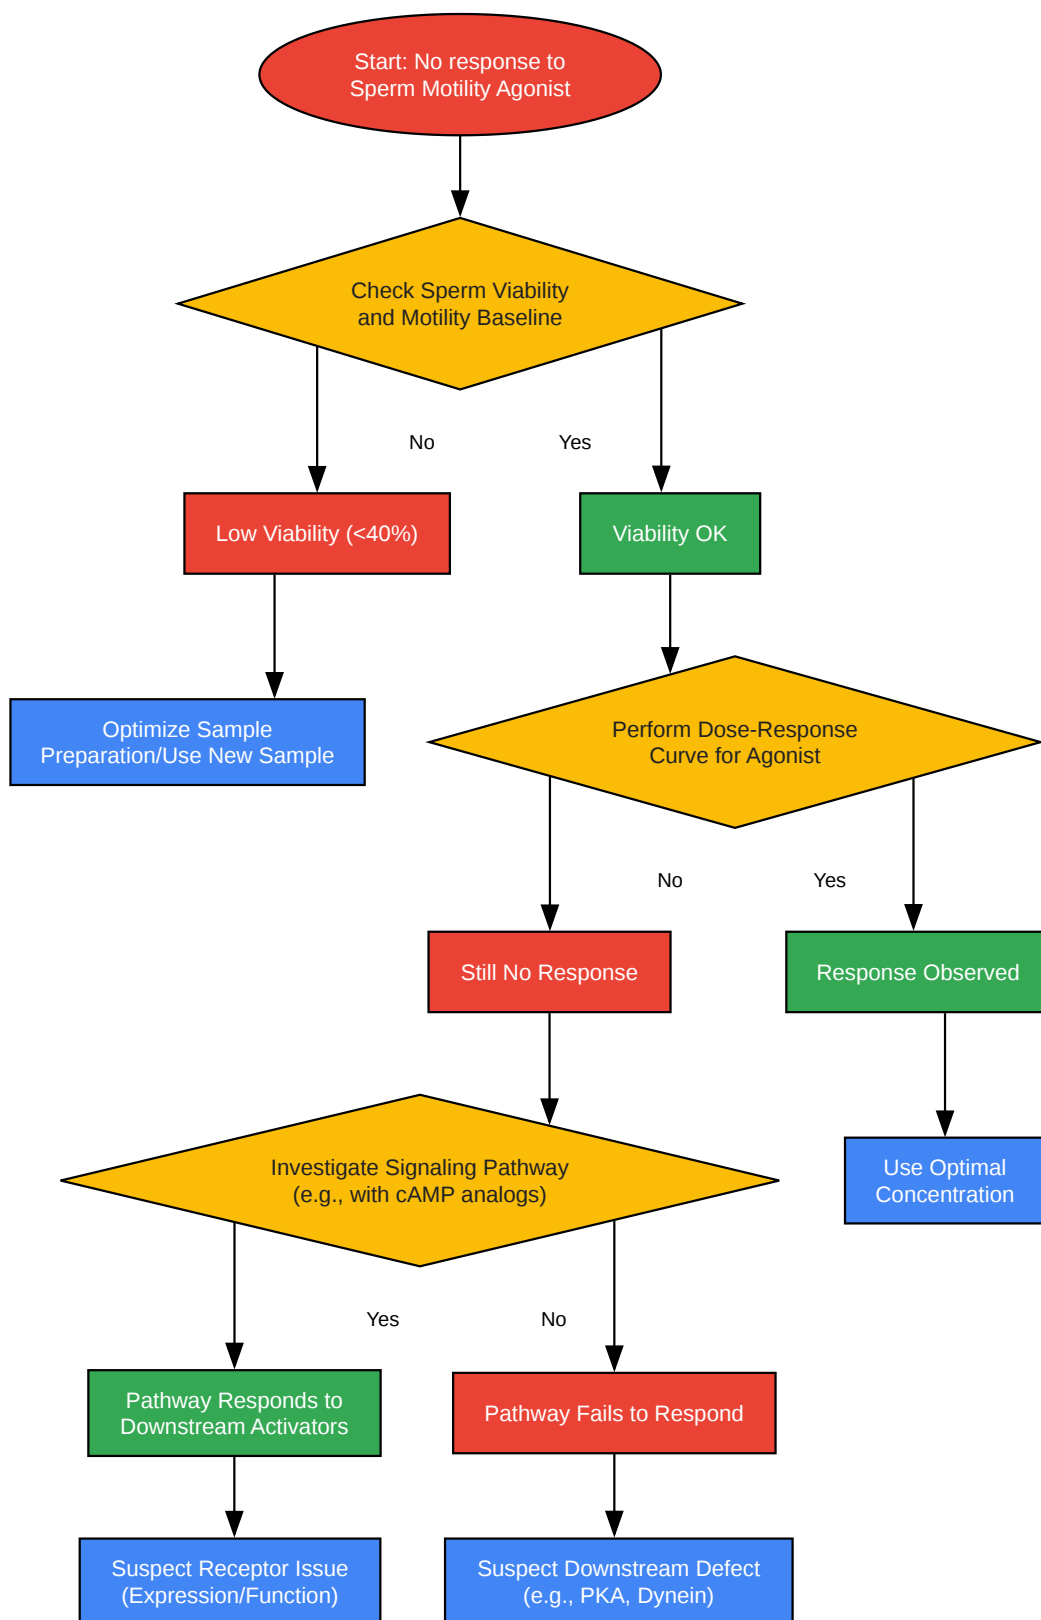 Start: No response to
Sperm Motility Agonist
Check Sperm Viability
and Motility Baseline
No
Yes
Low Viability (<40%)
Viability OK
Optimize Sample
Preparation/Use New Sample
Perform Dose-Response
Curve for Agonist
No
Yes
Still No Response
Response Observed
Investigate Signaling Pathway
(e.g., with cAMP analogs)
Use Optimal
Concentration
Yes
No
Pathway Responds to
Downstream Activators
Pathway Fails to Respond
Suspect Receptor Issue
(Expression/Function)
Suspect Downstream Defect
(e.g., PKA, Dynein)